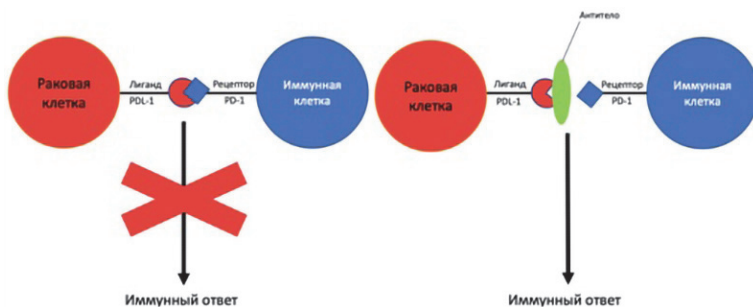 Раковая
клетка
Лиганд
PDL-1
Рецептор
PD-1
Иммунная
клетка
Иммунный ответ
Антитело
Раковая
клетка
Лиганд
PDL-1
Рецептор
PD-1
Иммунная
клетка
Иммунный ответ